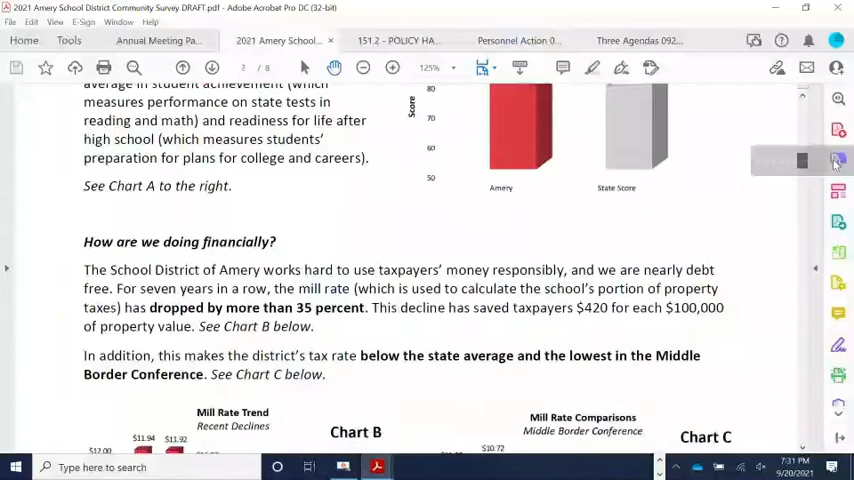 2021 Amery School District Community Survey DRAFT.pdf - Adobe Acrobat Pro DC (32-bit)
File Edit View E-Sign Window Help
Home Tools Annual Meeting Pa... 2021 Amery School... × 151.2 - POLICY HA... Personnel Action 0... Three Agendas 092...
2 / 8 125%
average in student achievement (which
measures performance on state tests in
reading and math) and readiness for life after
high school (which measures students'
preparation for plans for college and careers).
See Chart A to the right.
Score
80
70
60
50
Amery State Score
How are we doing financially?
The School District of Amery works hard to use taxpayers' money responsibly, and we are nearly debt
free. For seven years in a row, the mill rate (which is used to calculate the school's portion of property
taxes) has dropped by more than 35 percent. This decline has saved taxpayers $420 for each $100,000
of property value. See Chart B below.
In addition, this makes the district's tax rate below the state average and the lowest in the Middle
Border Conference. See Chart C below.
Mill Rate Trend
Recent Declines
Chart B
$12.00 $11.94 $11.92
Mill Rate Comparisons
Middle Border Conference
Chart C
$10.72
Type here to search
7:31 PM
9/20/2021